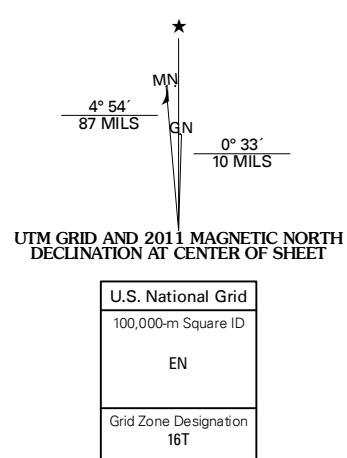 ★
MN
4° 54´
87 MILS
GN
0° 33´
10 MILS
UTM GRID AND 2011 MAGNETIC NORTH
DECLINATION AT CENTER OF SHEET
U.S. National Grid
100,000-m Square ID
EN
Grid Zone Designation
16T